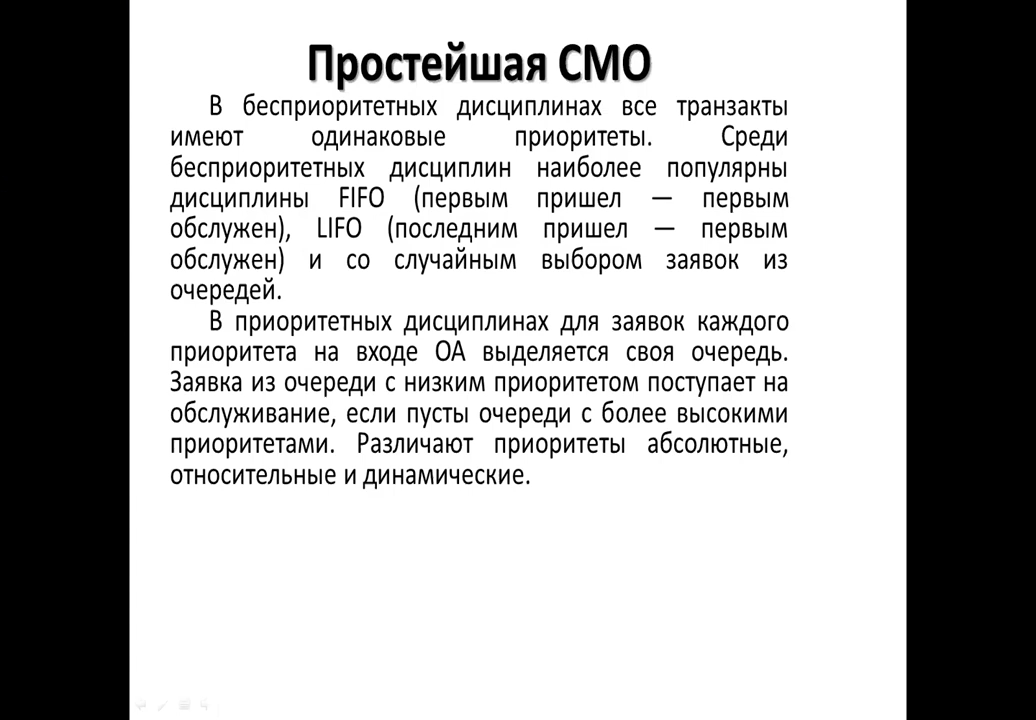 Простейшая СМО
В бесприоритетных дисциплинах все транзакты
имеют одинаковые приоритеты. Среди
бесприоритетных дисциплин наиболее популярны
дисциплины FIFO (первым пришел — первым
обслужен), LIFO (последним пришел — первым
обслужен) и со случайным выбором заявок из
очередей.
В приоритетных дисциплинах для заявок каждого
приоритета на входе ОА выделяется своя очередь.
Заявка из очереди с низким приоритетом поступает на
обслуживание, если пусты очереди с более высокими
приоритетами. Различают приоритеты абсолютные,
относительные и динамические.